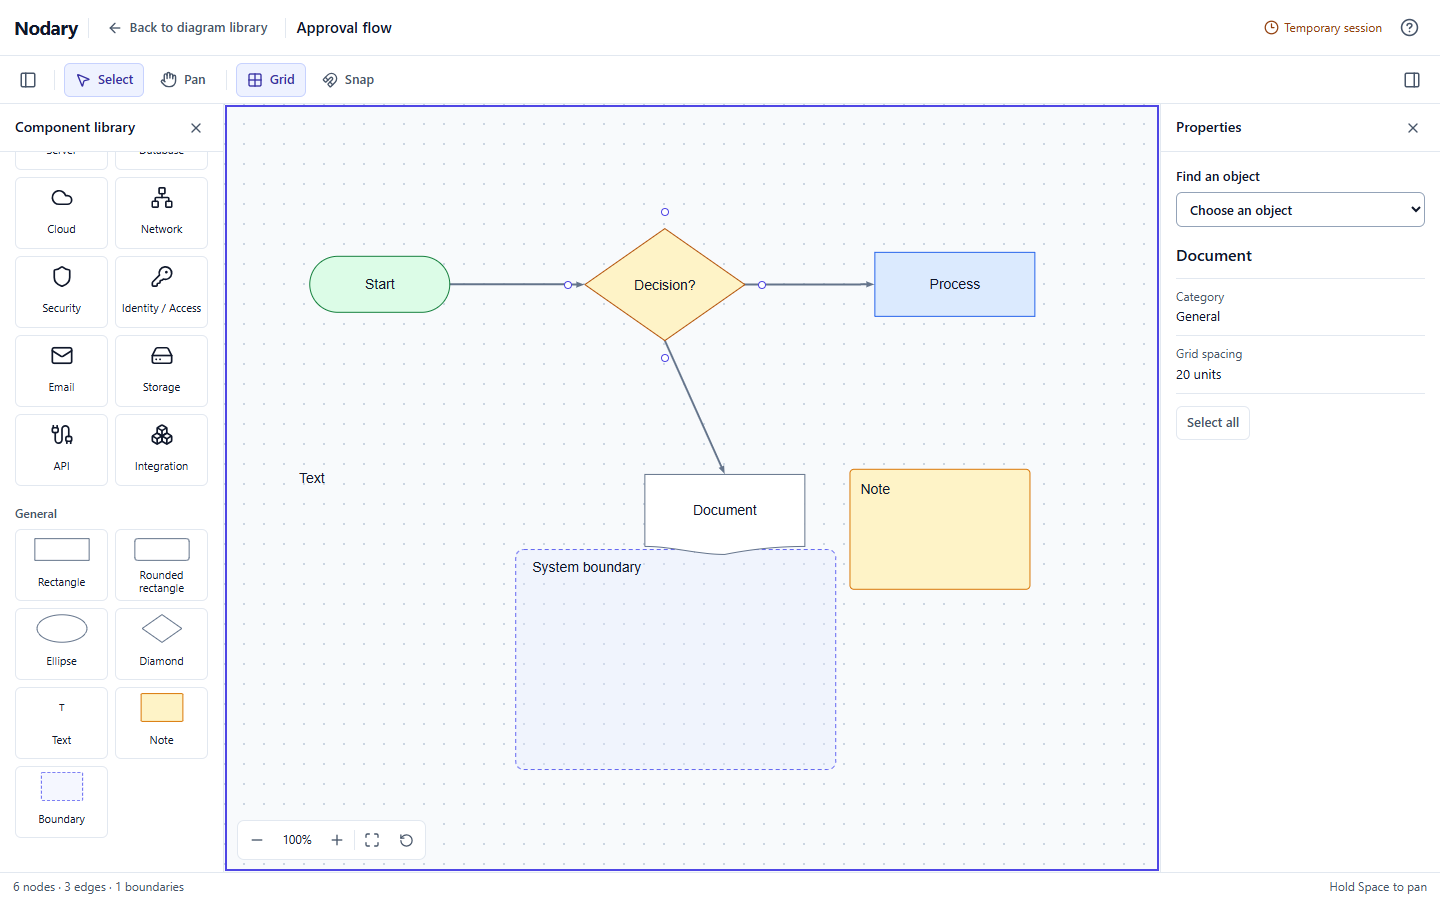 Nodary
Back to diagram library
Approval flow
Temporary session
Select
Pan
Grid
Snap
Component library
Server
Database
Cloud
Network
Security
Identity / Access
Email
Storage
API
Integration
General
Rectangle
Rounded
rectangle
Ellipse
Diamond
T
Text
Note
Boundary
Start
Decision?
Process
Text
Document
Note
System boundary
100%
Properties
Find an object
Choose an object
Document
Category
General
Grid spacing
20 units
Select all
6 nodes · 3 edges · 1 boundaries
Hold Space to pan